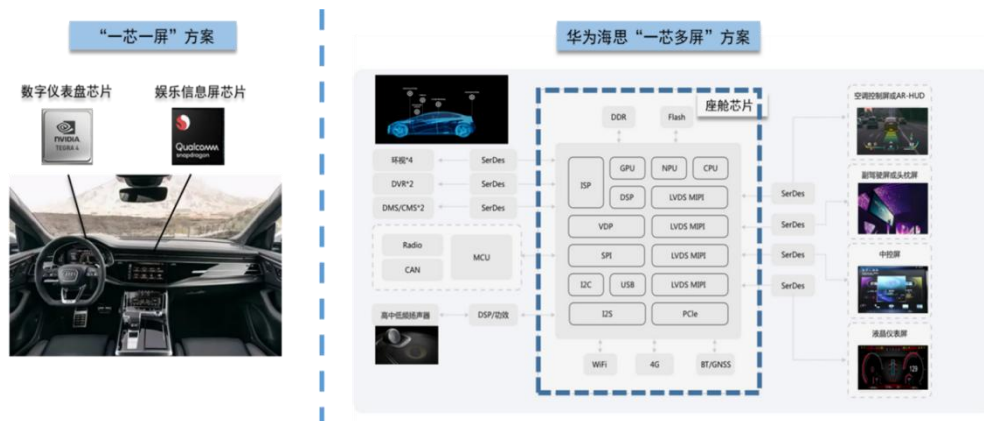 “一芯一屏”方案
数字仪表盘芯片
娱乐信息屏芯片
NVIDIA
TEGRA 4
Qualcomm
snapdragon
华为海思“一芯多屏”方案
座舱芯片
DDR
Flash
环视*4
SerDes
DVR*2
SerDes
DMS/CMS*2
SerDes
Radio
CAN
MCU
高中低频扬声器
DSP/功效
ISP
GPU
NPU
CPU
DSP
LVDS MIPI
VDP
LVDS MIPI
SPI
LVDS MIPI
I2C
USB
LVDS MIPI
I2S
PCIe
WiFi
4G
BT/GNSS
SerDes
SerDes
SerDes
SerDes
空调控制屏或AR-HUD
副驾驶屏或头枕屏
中控屏
液晶仪表屏